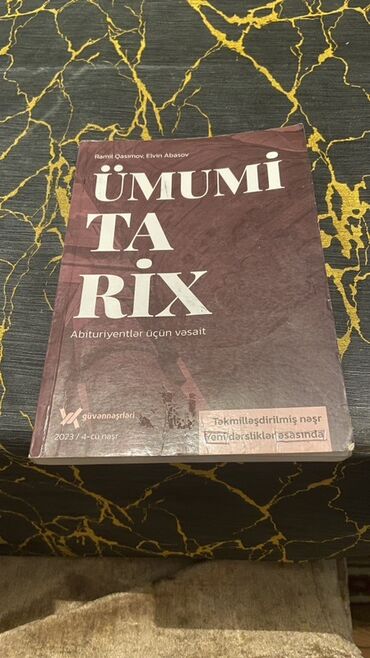 Ramil Qasımov, Elvin Abasov
ÜMUMİ
TA
RİX
Abituriyentlər üçün vəsait
güvənnəşrləri
2023 / 4-cü nəşr
Təkmilləşdirilmiş nəşr
Yeni dərsliklər əsasında